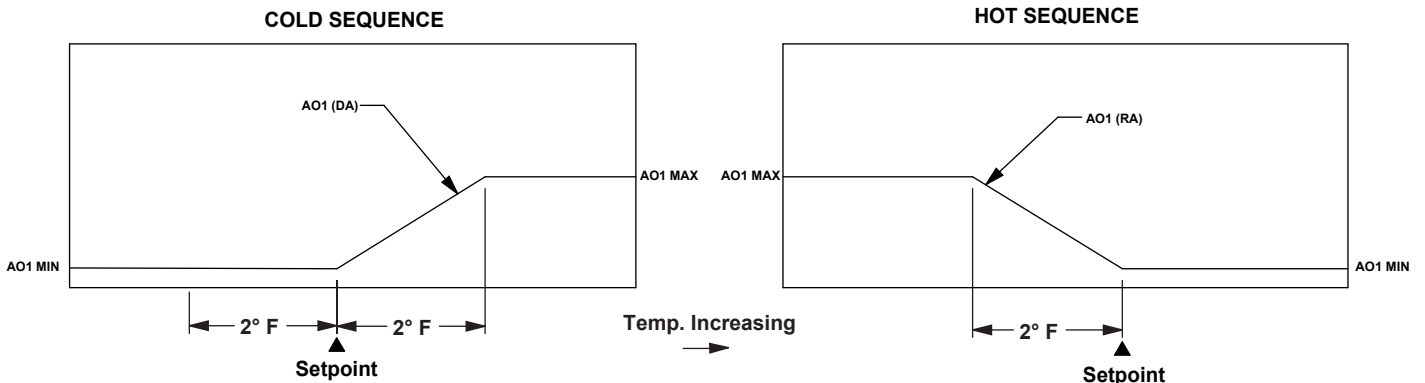 COLD SEQUENCE
AO1 (DA)
AO1 MAX
AO1 MIN
2° F
2° F
Setpoint
Temp. Increasing
HOT SEQUENCE
AO1 (RA)
AO1 MAX
AO1 MIN
2° F
Setpoint